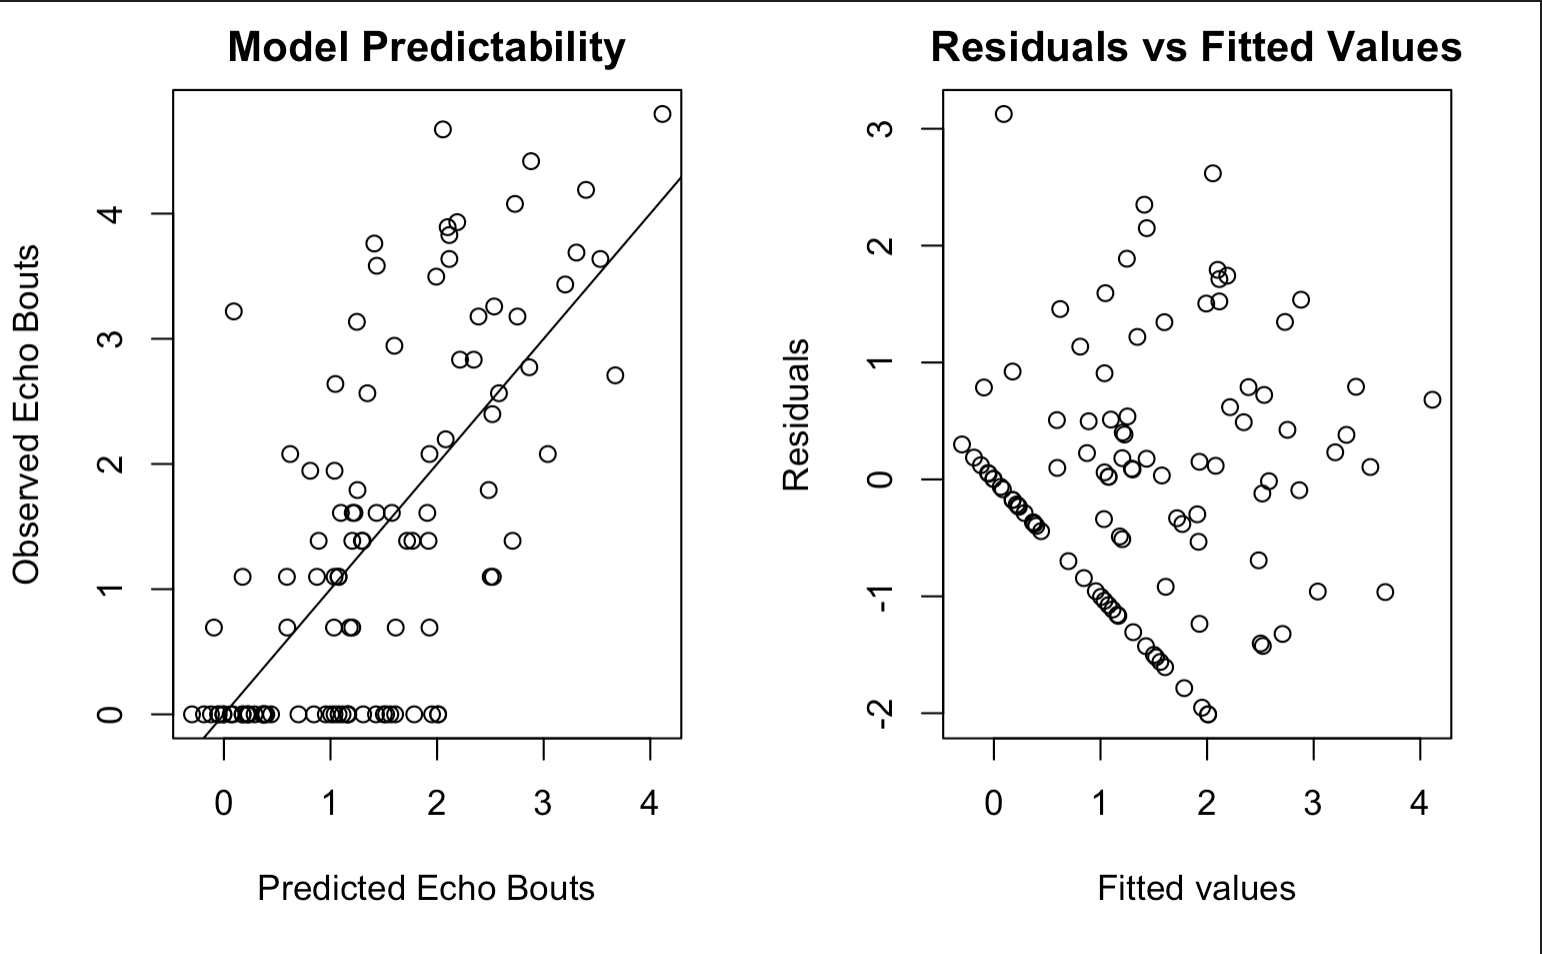 Model Predictability
Observed Echo Bouts
4
3
2
1
0
0 1 2 3 4
Predicted Echo Bouts
Residuals vs Fitted Values
Residuals
3
2
1
0
-1
-2
0 1 2 3 4
Fitted values